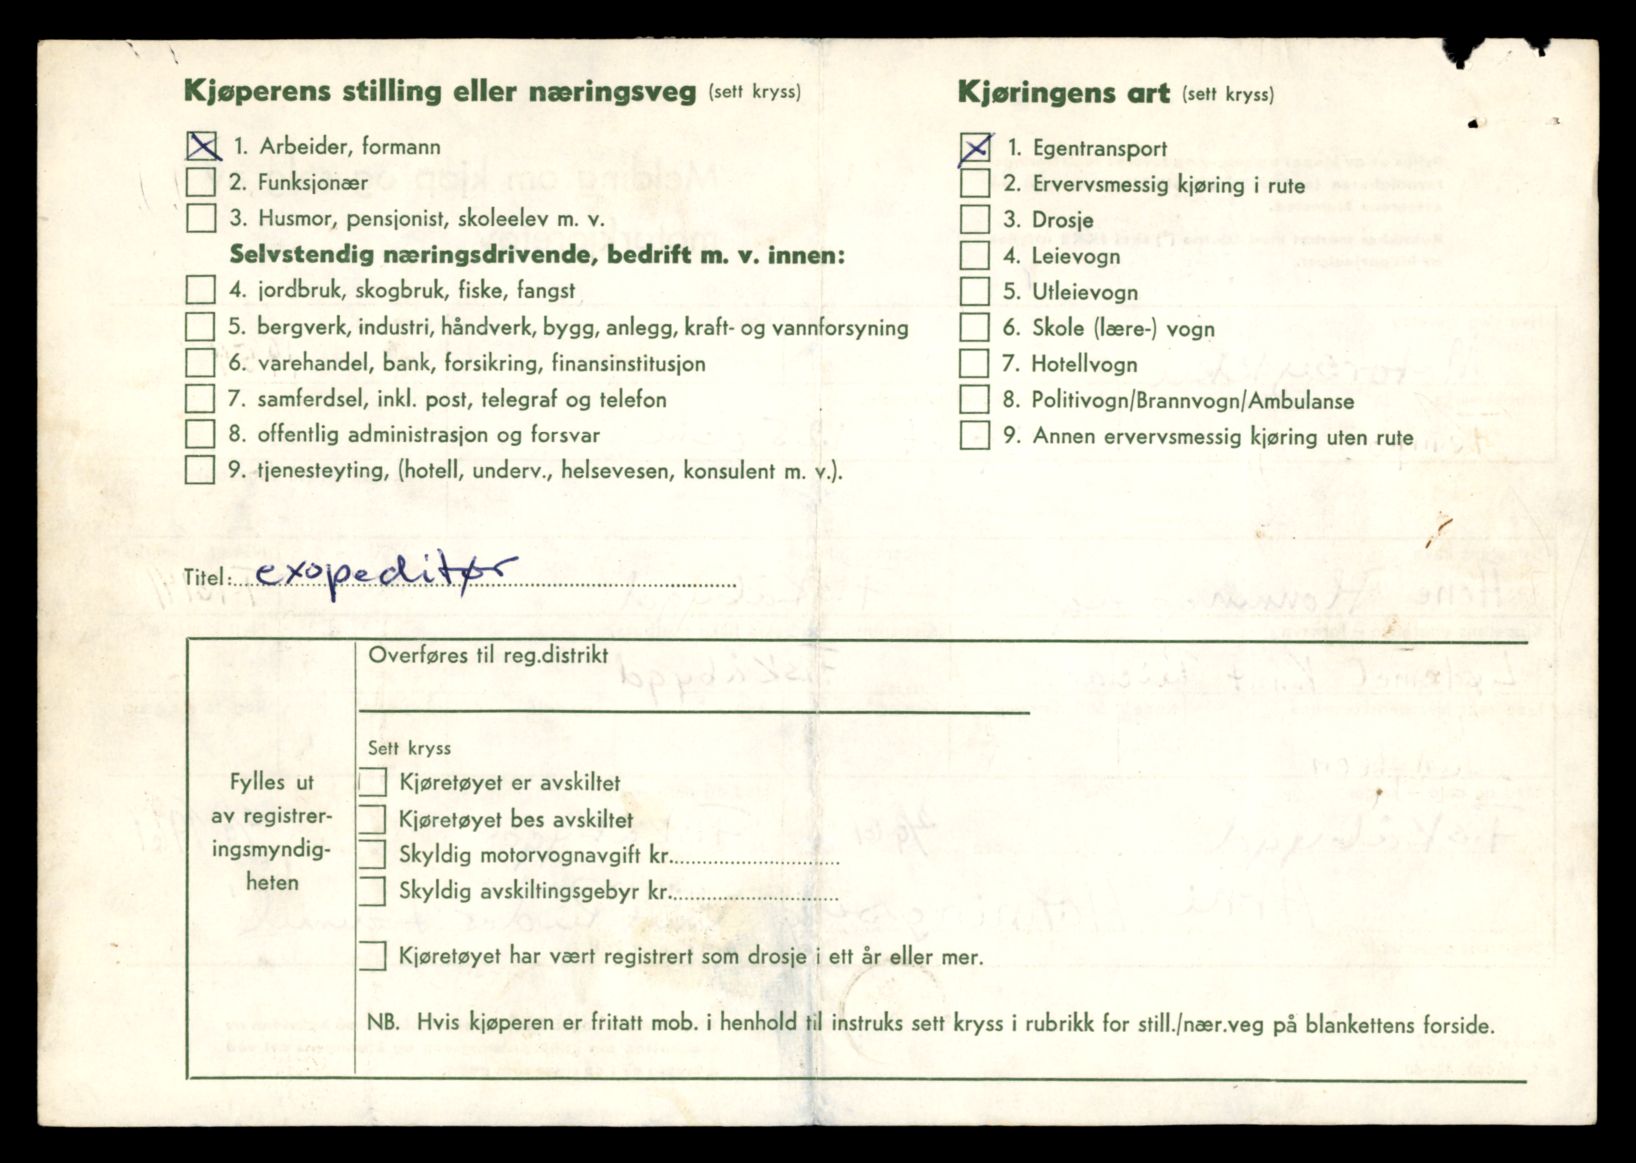 Kjøperens stilling eller næringsveg (sett kryss)
1. Arbeider, formann
2. Funksjonær
3. Husmor, pensjonist, skoleelev m. v.
Selvstendig næringsdrivende, bedrift m. v. innen:
4. jordbruk, skogbruk, fiske, fangst
5. bergverk, industri, håndverk, bygg, anlegg, kraft- og vannforsyning
6. varehandel, bank, forsikring, finansinstitusjon
7. samferdsel, inkl. post, telegraf og telefon
8. offentlig administrasjon og forsvar
9. tjenesteyting, (hotell, underv., helsevesen, konsulent m. v.).
Kjøringens art (sett kryss)
1. Egentransport
2. Ervervsmessig kjøring i rute
3. Drosje
4. Leievogn
5. Utleievogn
6. Skole (lære-) vogn
7. Hotellvogn
8. Politivogn/Brannvogn/Ambulanse
9. Annen ervervsmessig kjøring uten rute
Titel: exopeditør
Fylles ut
av registrer-
ingsmyndig-
heten
Overføres til reg.distrikt
Sett kryss
Kjøretøyet er avskiltet
Kjøretøyet bes avskiltet
Skyldig motorvognavgift kr.
Skyldig avskiltingsgebyr kr.
Kjøretøyet har vært registrert som drosje i ett år eller mer.
NB. Hvis kjøperen er fritatt mob. i henhold til instruks sett kryss i rubrikk for still./nær.veg på blankettens forside.